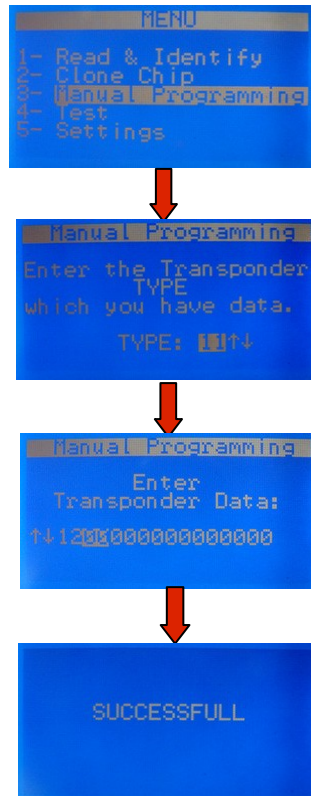 MENU
1- Read & Identify
2- Clone Chip
3- Manual Programming
4- Test
5- Settings
Manual Programming
Enter the Transponder
TYPE
which you have data.
TYPE: 11↑↓
Manual Programming
Enter
Transponder Data:
SUCCESSFULL